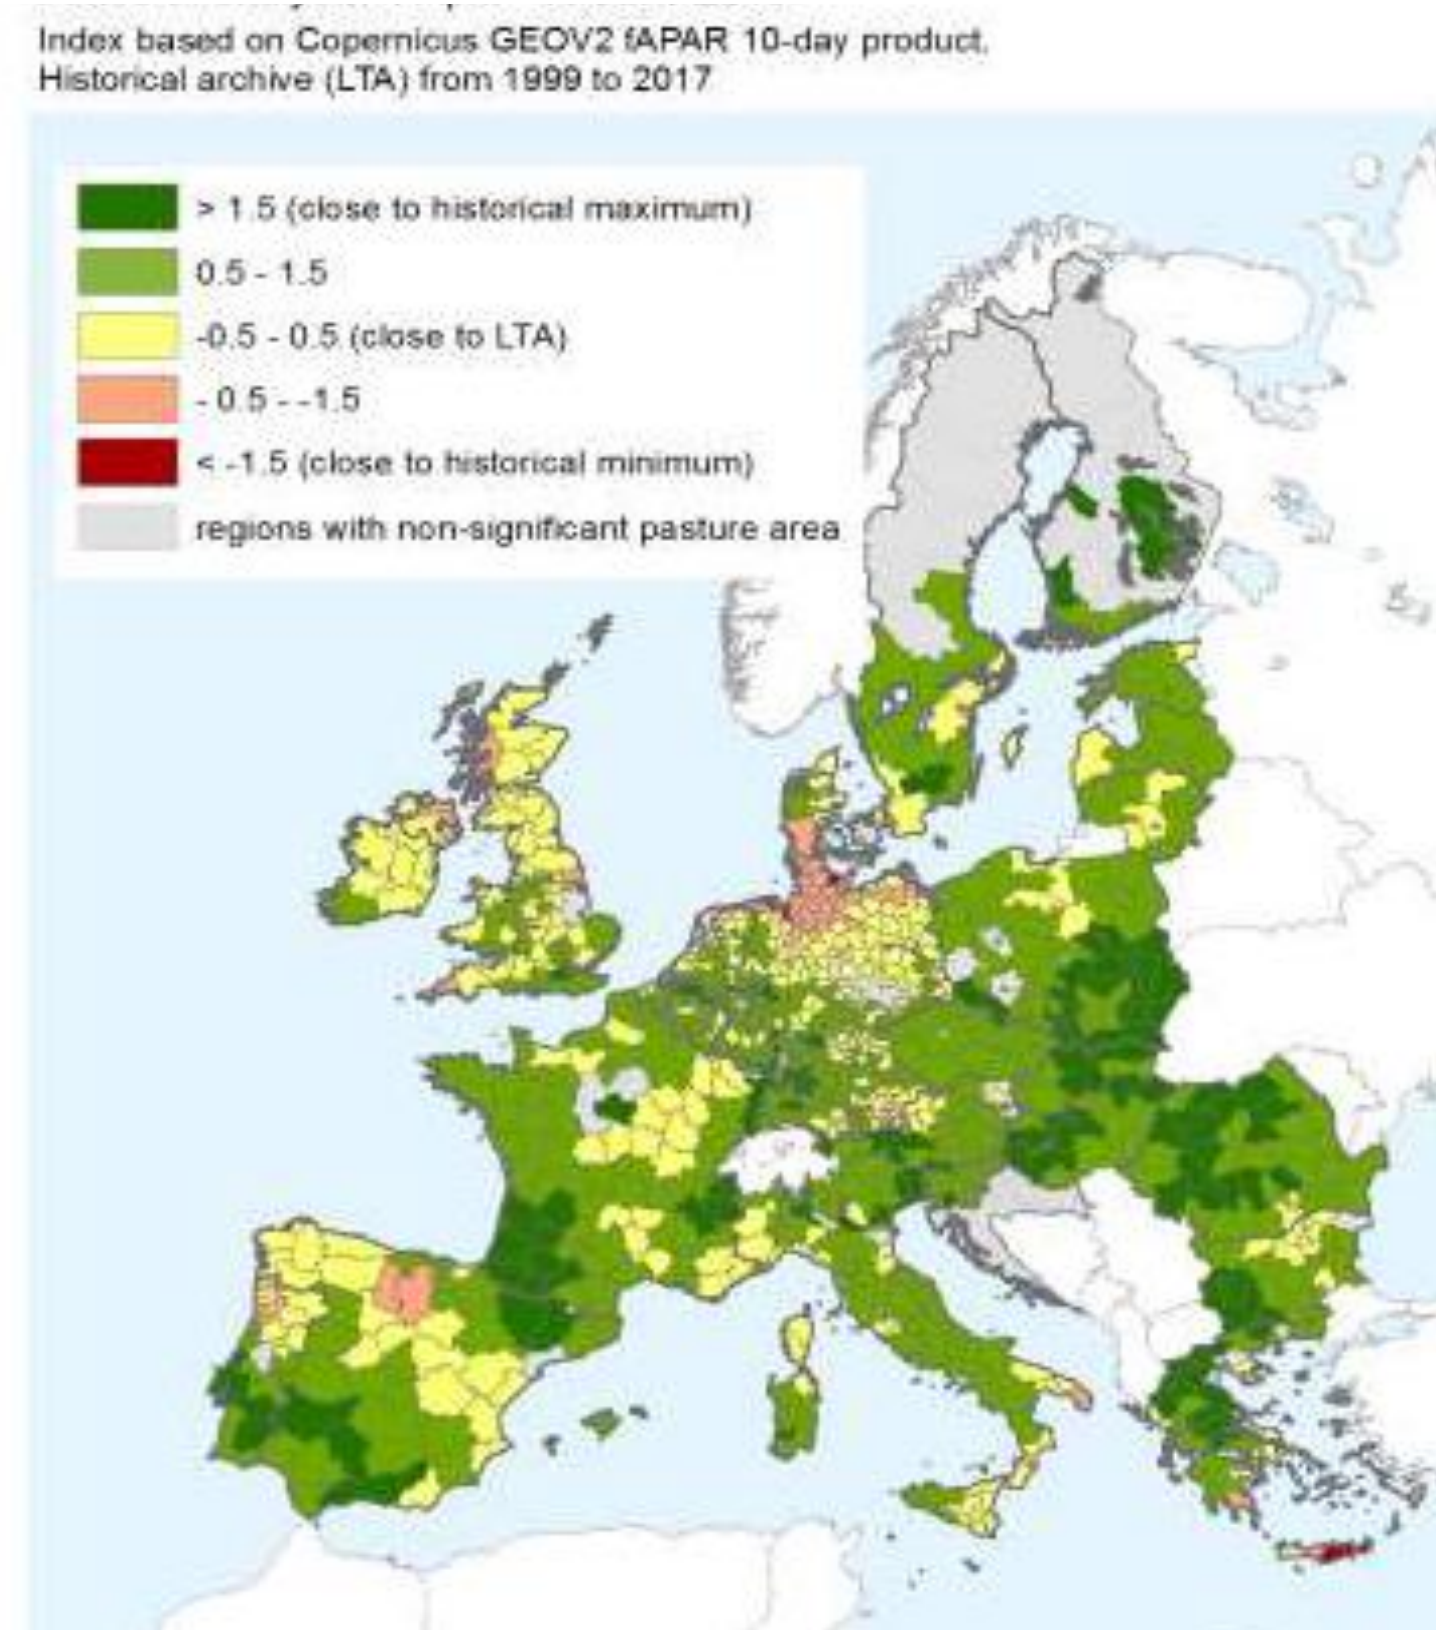 Index based on Copernicus GEOV2 fAPAR 10-day product.
Historical archive (LTA) from 1999 to 2017
> 1.5 (close to historical maximum)
0.5 - 1.5
-0.5 - 0.5 (close to LTA)
- 0.5 - -1.5
< -1.5 (close to historical minimum)
regions with non-significant pasture area